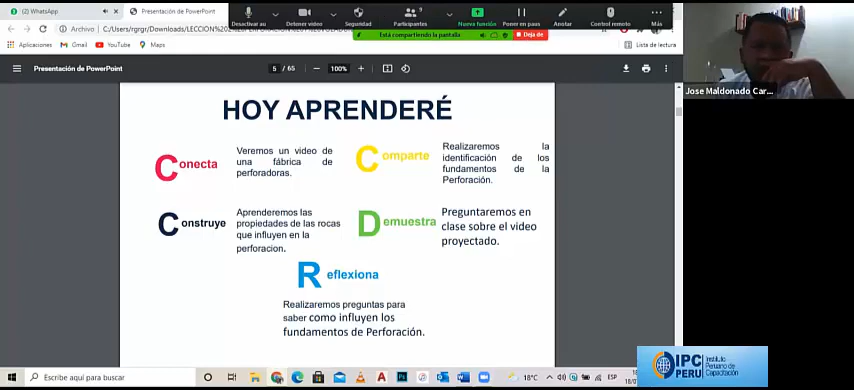 (2) WhatsApp
Presentación de PowerPoint
Desactivar au
Detener video
Seguridad
Participantes
9
Nueva función
Poner en pausa
Anotar
Control remoto
Más
Está compartiendo la pantalla
Deja de
Archivo
Aplicaciones
Gmail
YouTube
Maps
Lista de lectura
Presentación de PowerPoint
5 / 65
100%
HOY APRENDERÉ
Conecta
Veremos un video de
una fábrica de
perforadoras.
Comparte
Realizaremos la
identificación de los
fundamentos de la
Perforación.
Construye
Aprenderemos las
propiedades de las rocas
que influyen en la
perforacion.
Demuestra
Preguntaremos en
clase sobre el video
proyectado.
Reflexiona
Realizaremos preguntas para
saber como influyen los
fundamentos de Perforación.
Jose Maldonado Car...
IPC
PERU
Instituto
Peruano de
Capacitación
Escribe aquí para buscar
18°C
ESP